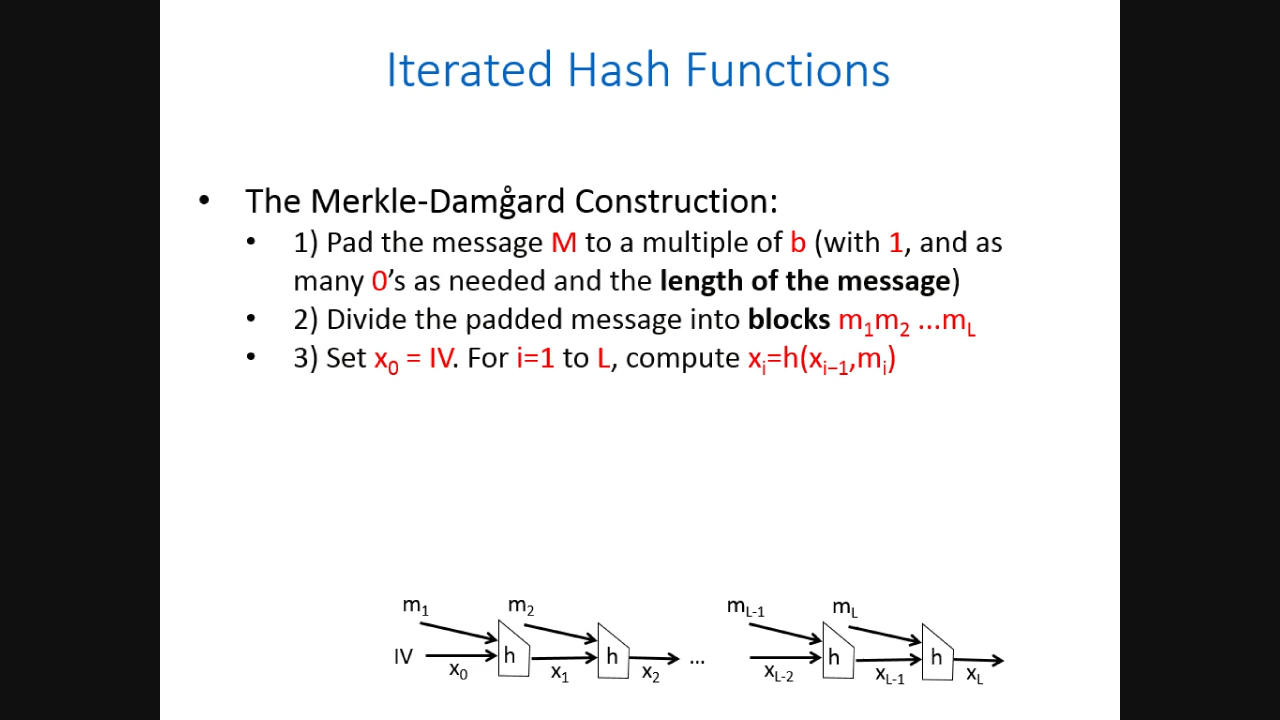 Iterated Hash Functions
• The Merkle-Damg̊ard Construction:
• 1) Pad the message M to a multiple of b (with 1, and as
many 0’s as needed and the length of the message)
• 2) Divide the padded message into blocks m₁m₂ ...m_L
• 3) Set x₀ = IV. For i=1 to L, compute xᵢ=h(xᵢ₋₁,mᵢ)
m₁ m₂ m_L-1 m_L
IV h h ... h h
x₀ x₁ x₂ x_L-2 x_L-1 x_L